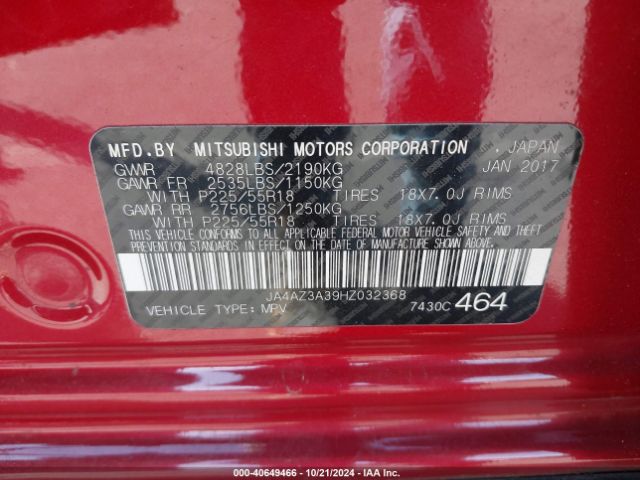 MFD.BY MITSUBISHI MOTORS CORPORATION , JAPAN
GVWR 4828LBS/2190KG JAN 2017
GAWR FR 2535LBS/1150KG
WITH P225/55R18 TIRES 18X7.0J RIMS
GAWR RR 2756LBS/1250KG
WITH P225/55R18 TIRES 18X7.0J RIMS
THIS VEHICLE CONFORMS TO ALL APPLICABLE FEDERAL MOTOR VEHICLE SAFETY AND THEFT
PREVENTION STANDARDS IN EFFECT ON THE DATE OF MANUFACTURE SHOWN ABOVE.
JA4AZ3A39HZ032368
VEHICLE TYPE: MPV 7430C 464
OW - 40649466 - 10/21/2024 - IAA Inc.